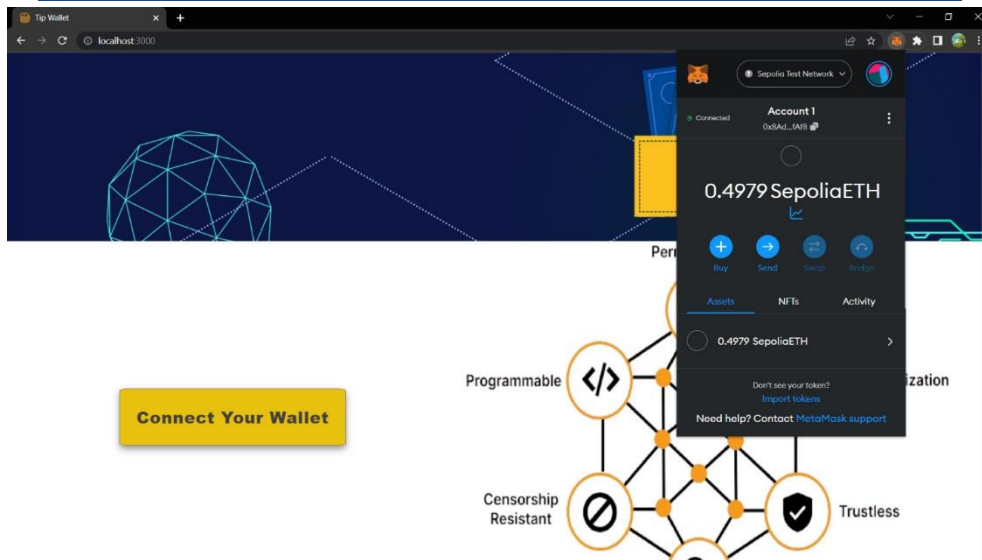 Tip Wallet
localhost:3000
Sepolia Test Network
Connected
Account 1
0x8Ad...fAf8
0.4979 SepoliaETH
Buy
Send
Swap
Bridge
Assets
NFTs
Activity
0.4979 SepoliaETH
Don't see your token?
Import tokens
Need help? Contact MetaMask support
Connect Your Wallet
Programmable
</>
Censorship
Resistant
Trustless